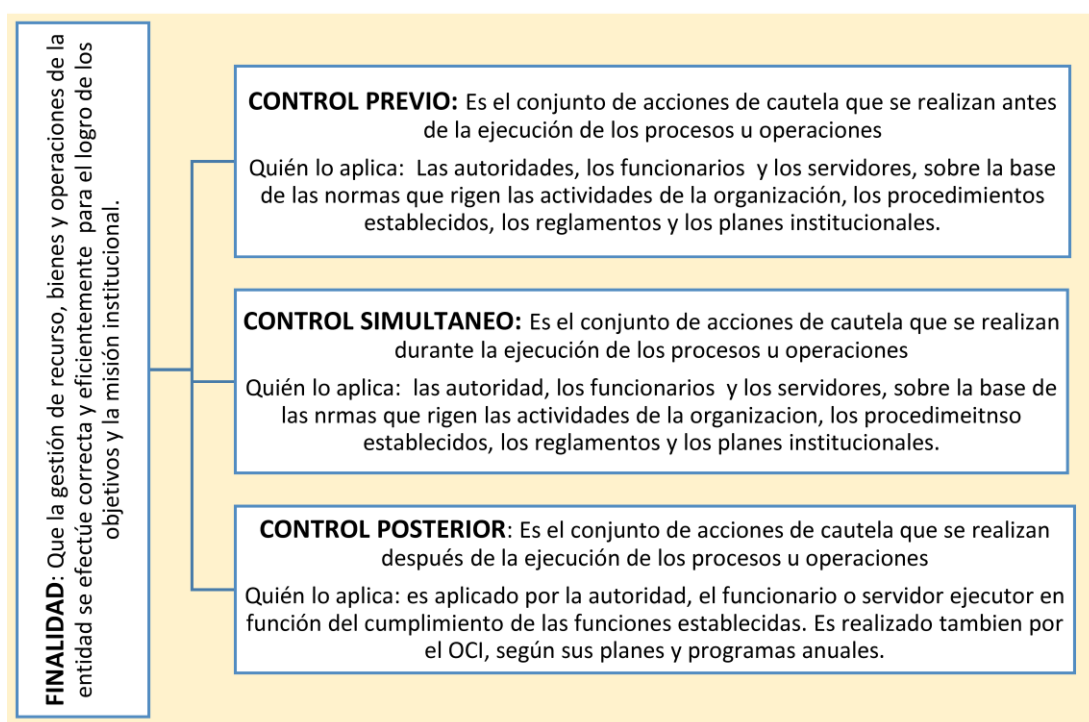 FINALIDAD: Que la gestión de recurso, bienes y operaciones de la
entidad se efectúe correcta y eficientemente para el logro de los
objetivos y la misión institucional.
CONTROL PREVIO: Es el conjunto de acciones de cautela que se realizan antes
de la ejecución de los procesos u operaciones
Quién lo aplica: Las autoridades, los funcionarios y los servidores, sobre la base
de las normas que rigen las actividades de la organización, los procedimientos
establecidos, los reglamentos y los planes institucionales.
CONTROL SIMULTANEO: Es el conjunto de acciones de cautela que se realizan
durante la ejecución de los procesos u operaciones
Quién lo aplica: las autoridad, los funcionarios y los servidores, sobre la base de
las nrmas que rigen las actividades de la organizacion, los procedimeitnso
establecidos, los reglamentos y los planes institucionales.
CONTROL POSTERIOR: Es el conjunto de acciones de cautela que se realizan
después de la ejecución de los procesos u operaciones
Quién lo aplica: es aplicado por la autoridad, el funcionario o servidor ejecutor en
función del cumplimiento de las funciones establecidas. Es realizado tambien por
el OCI, según sus planes y programas anuales.